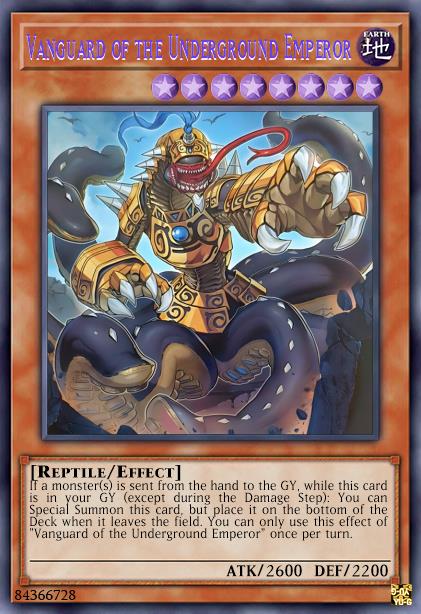 Vanguard of the Underground Emperor
EARTH
地
[Reptile/Effect]
If a monster(s) is sent from the hand to the GY, while this card
is in your GY (except during the Damage Step): You can
Special Summon this card, but place it on the bottom of the
Deck when it leaves the field. You can only use this effect of
"Vanguard of the Underground Emperor" once per turn.
ATK/2600 DEF/2200
84366728